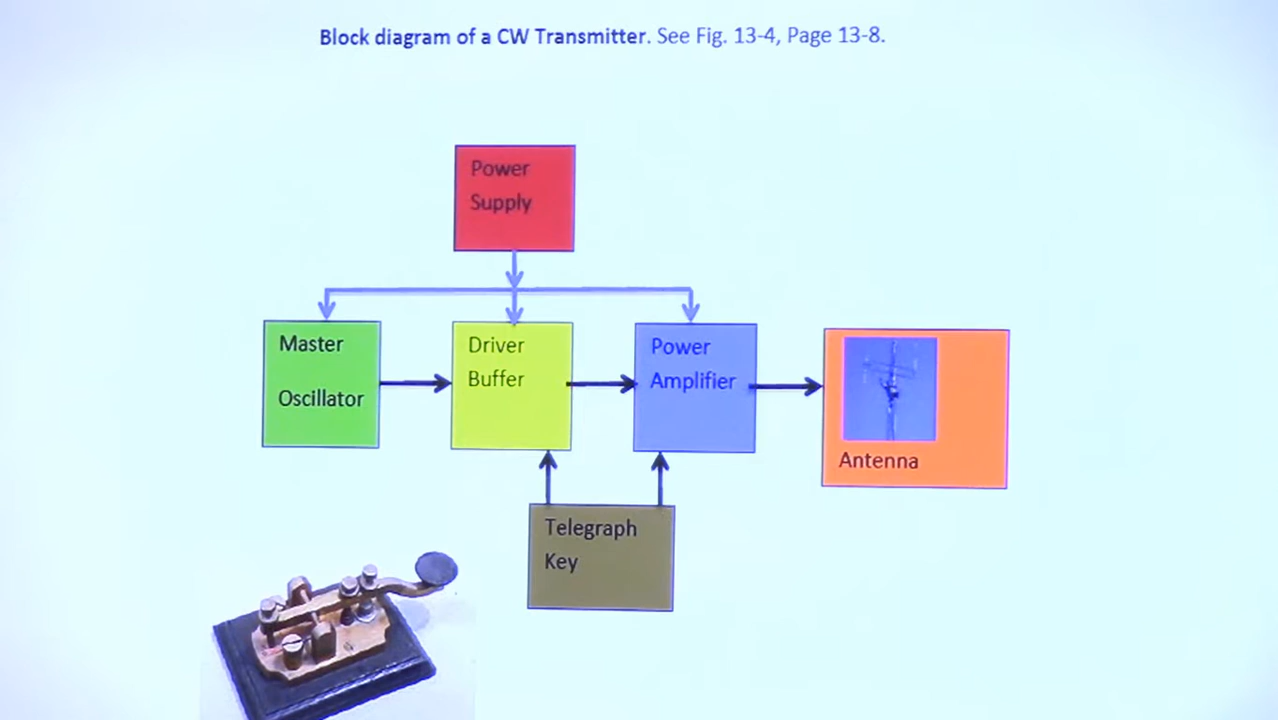 Block diagram of a CW Transmitter. See Fig. 13-4, Page 13-8.
Power
Supply
Master
Oscillator
Driver
Buffer
Power
Amplifier
Antenna
Telegraph
Key